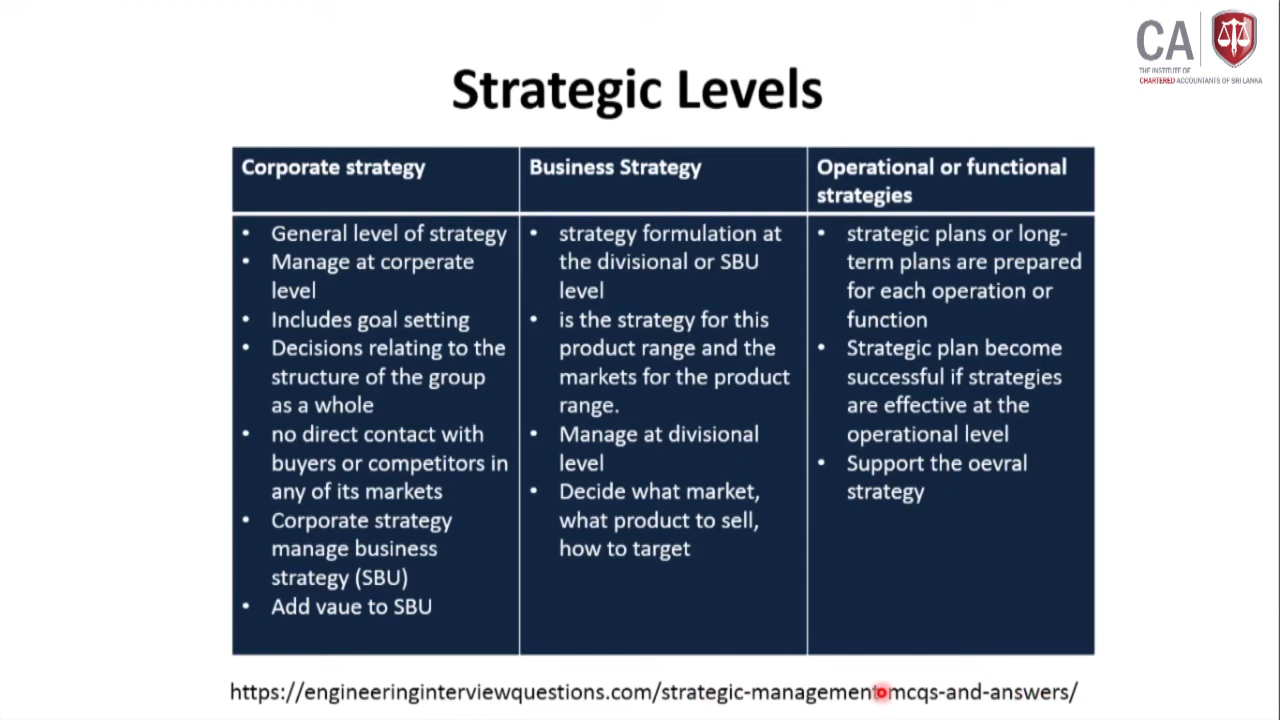 CA
THE INSTITUTE OF
CHARTERED ACCOUNTANTS OF SRI LANKA
Strategic Levels
Corporate strategy
• General level of strategy
• Manage at corperate
level
• Includes goal setting
• Decisions relating to the
structure of the group
as a whole
• no direct contact with
buyers or competitors in
any of its markets
• Corporate strategy
manage business
strategy (SBU)
• Add vaue to SBU
Business Strategy
• strategy formulation at
the divisional or SBU
level
• is the strategy for this
product range and the
markets for the product
range.
• Manage at divisional
level
• Decide what market,
what product to sell,
how to target
Operational or functional
strategies
• strategic plans or long-
term plans are prepared
for each operation or
function
• Strategic plan become
successful if strategies
are effective at the
operational level
• Support the oevral
strategy
https://engineeringinterviewquestions.com/strategic-management-mcqs-and-answers/